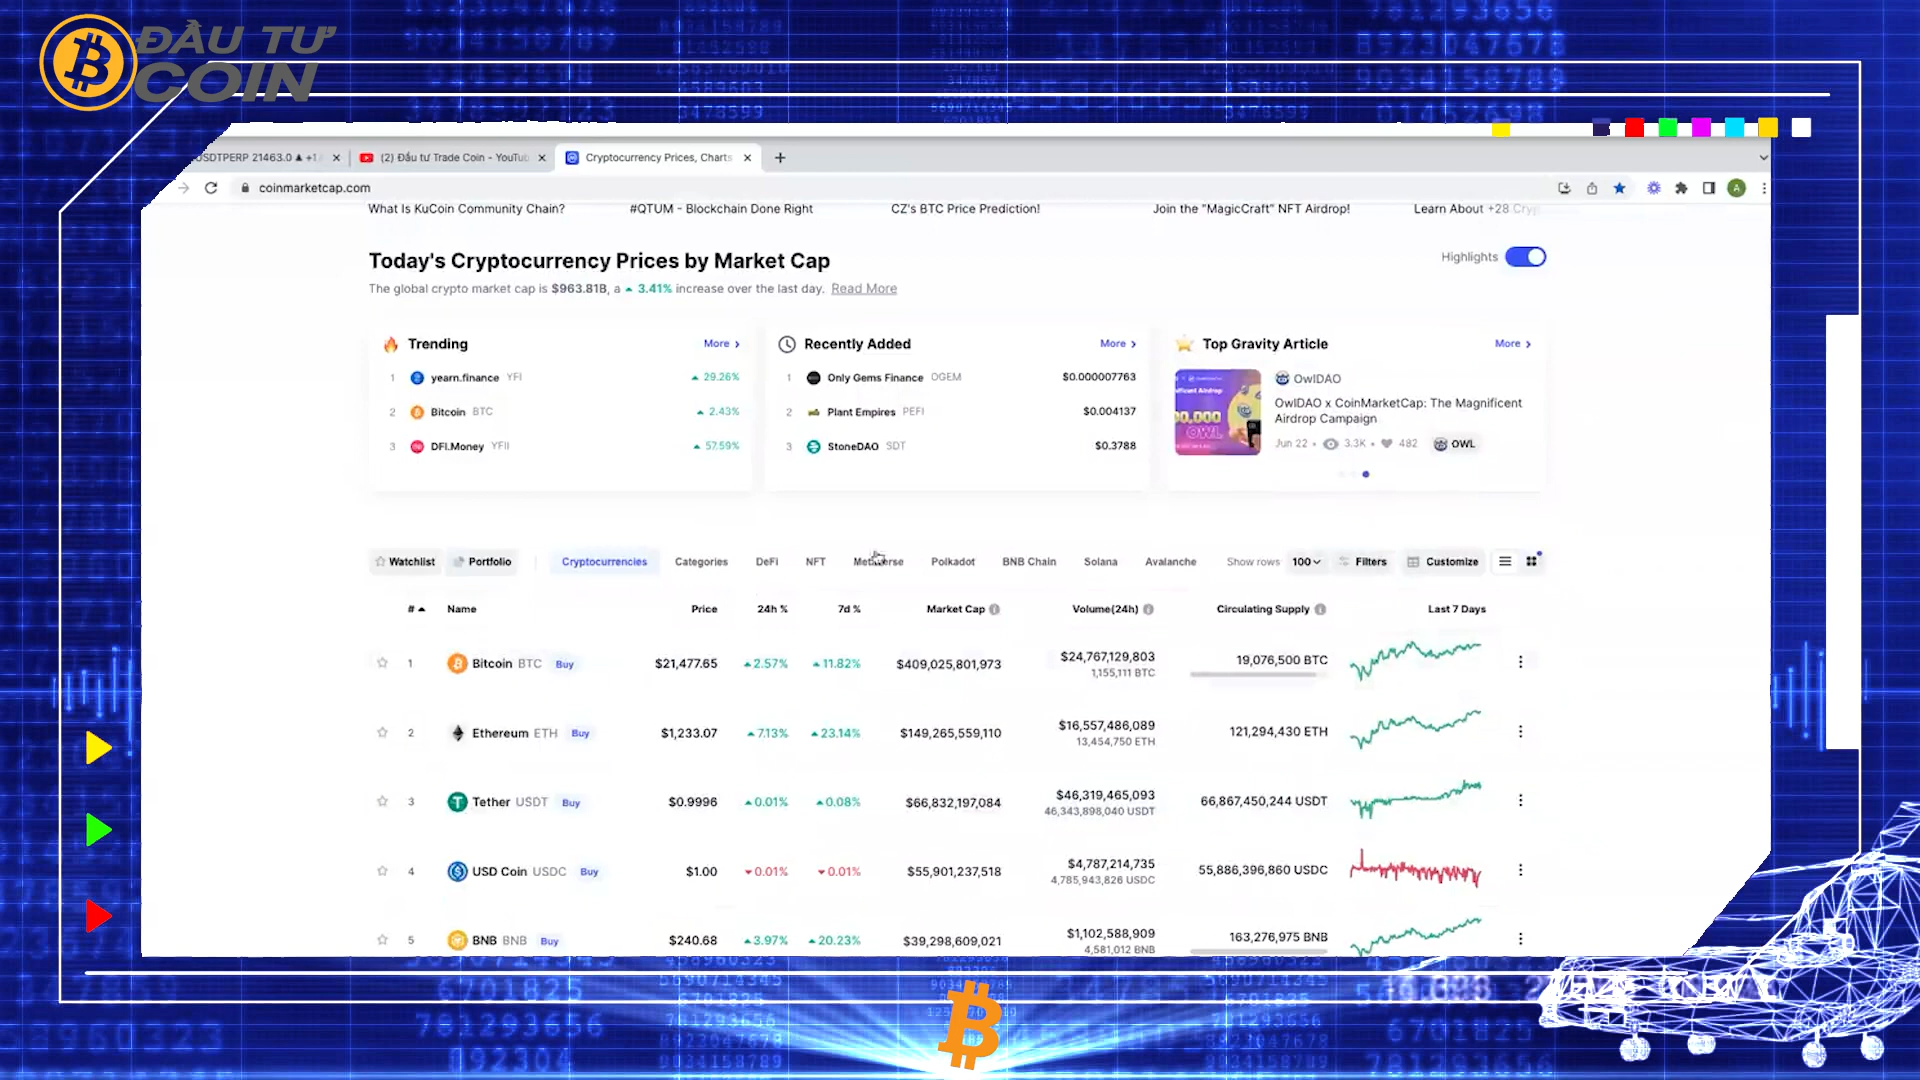 ĐẦU TƯ
COIN
USDTPERP 21463.0 ▲ +1
(2) Đầu tư Trade Coin - YouTub
Cryptocurrency Prices, Charts
coinmarketcap.com
A
What Is KuCoin Community Chain?
#QTUM - Blockchain Done Right
CZ's BTC Price Prediction!
Join the "MagicCraft" NFT Airdrop!
Learn About +28 Cryp
Today's Cryptocurrency Prices by Market Cap
Highlights
The global crypto market cap is $963.81B, a ▲ 3.41% increase over the last day. Read More
Trending More >
1 yearn.finance YFI ▲ 29.26%
2 Bitcoin BTC ▲ 2.43%
3 DFI.Money YFII ▲ 57.59%
Recently Added More >
1 Only Gems Finance OGEM $0.000007763
2 Plant Empires PEFI $0.004137
3 StoneDAO SDT $0.3788
Top Gravity Article More >
OwlDAO
OwlDAO x CoinMarketCap: The Magnificent
Airdrop Campaign
Jun 22 • 3.3K • 482 OWL
Watchlist Portfolio Cryptocurrencies Categories DeFi NFT Metaverse Polkadot BNB Chain Solana Avalanche Show rows 100 Filters Customize
# ▲ Name Price 24h % 7d % Market Cap Volume(24h) Circulating Supply Last 7 Days
1 Bitcoin BTC Buy $21,477.65 ▲2.57% ▲11.82% $409,025,801,973 $24,767,129,803 19,076,500 BTC
1,155,111 BTC
2 Ethereum ETH Buy $1,233.07 ▲7.13% ▲23.14% $149,265,559,110 $16,557,486,089 121,294,430 ETH
13,454,750 ETH
3 Tether USDT Buy $0.9996 ▲0.01% ▲0.08% $66,832,197,084 $46,319,465,093 66,867,450,244 USDT
46,343,898,040 USDT
4 USD Coin USDC Buy $1.00 ▼0.01% ▼0.01% $55,901,237,518 $4,787,214,735 55,886,396,860 USDC
4,785,943,826 USDC
5 BNB BNB Buy $240.68 ▲3.97% ▲20.23% $39,298,609,021 $1,102,588,909 163,276,975 BNB
4,581,012 BNB